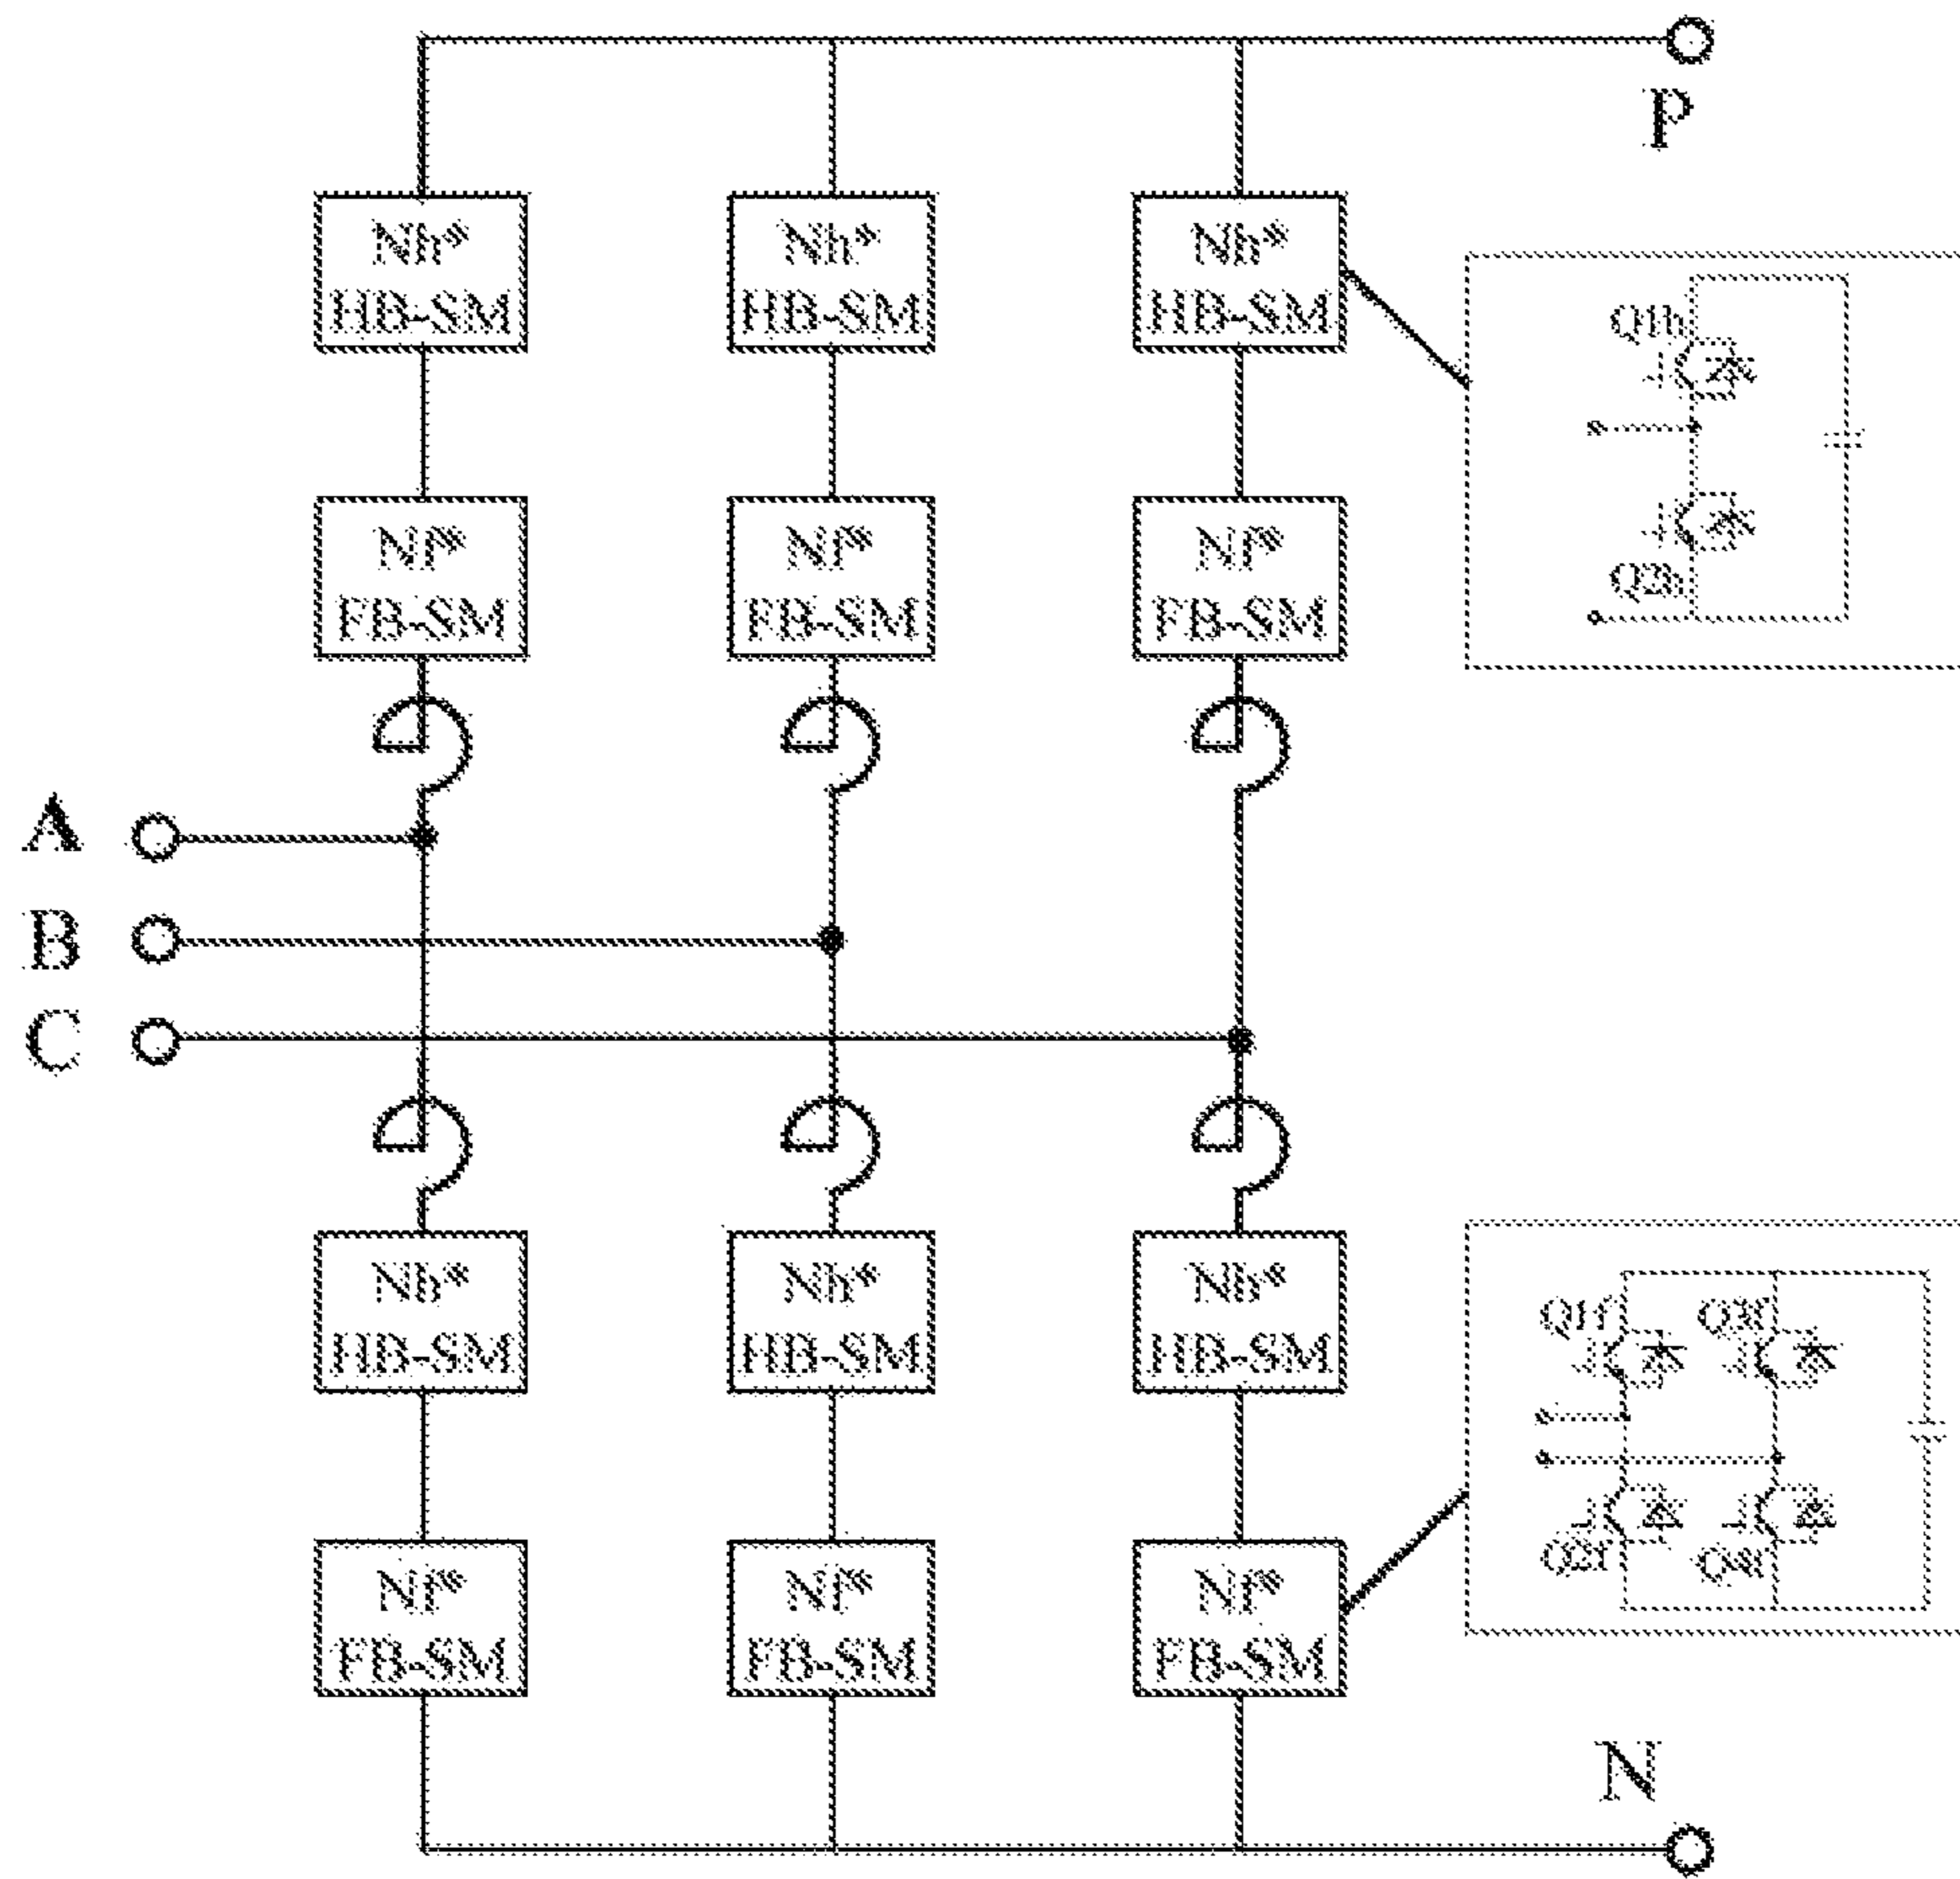 P
Nh*
HB-SM
Nh*
HB-SM
Nh*
HB-SM
Q1h
Q2h
Nf*
FB-SM
Nf*
FB-SM
Nf*
FB-SM
A
B
C
Nh*
HB-SM
Nh*
HB-SM
Nh*
HB-SM
Q1f
Q3f
Q2f
Q4f
Nf*
FB-SM
Nf*
FB-SM
Nf*
FB-SM
N